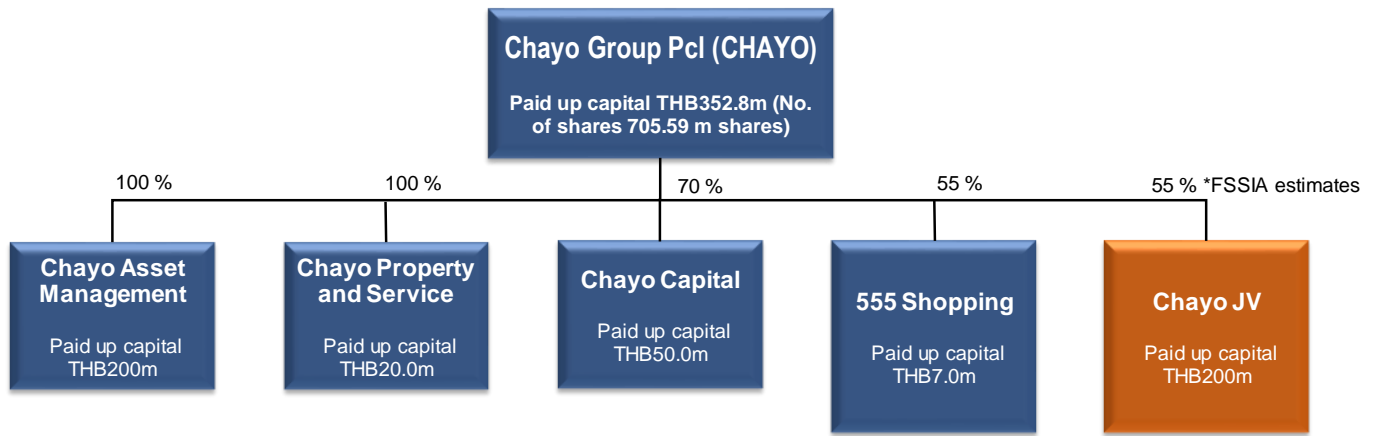 Chayo Group Pcl (CHAYO)
Paid up capital THB352.8m (No.
of shares 705.59 m shares)
100 %
100 %
70 %
55 %
55 % *FSSIA estimates
Chayo Asset
Management
Paid up capital
THB200m
Chayo Property
and Service
Paid up capital
THB20.0m
Chayo Capital
Paid up capital
THB50.0m
555 Shopping
Paid up capital
THB7.0m
Chayo JV
Paid up capital
THB200m